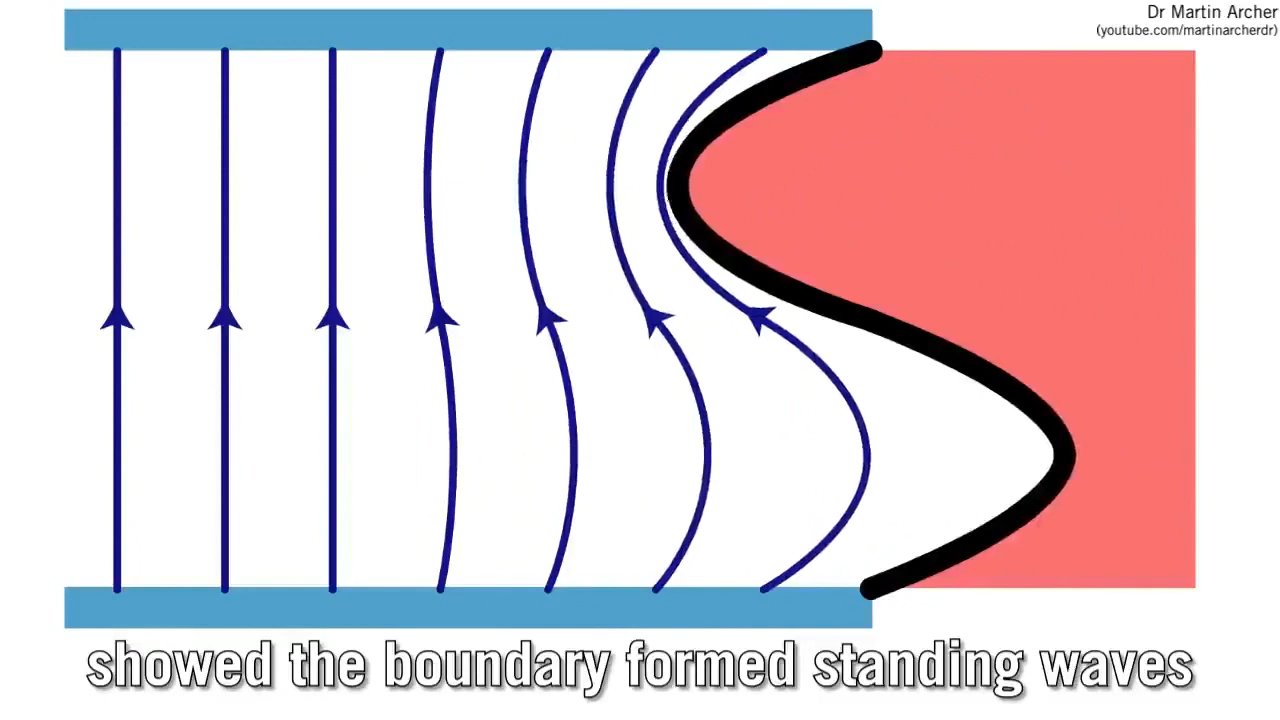 Dr Martin Archer
(youtube.com/martinarcherdr)
showed the boundary formed standing waves